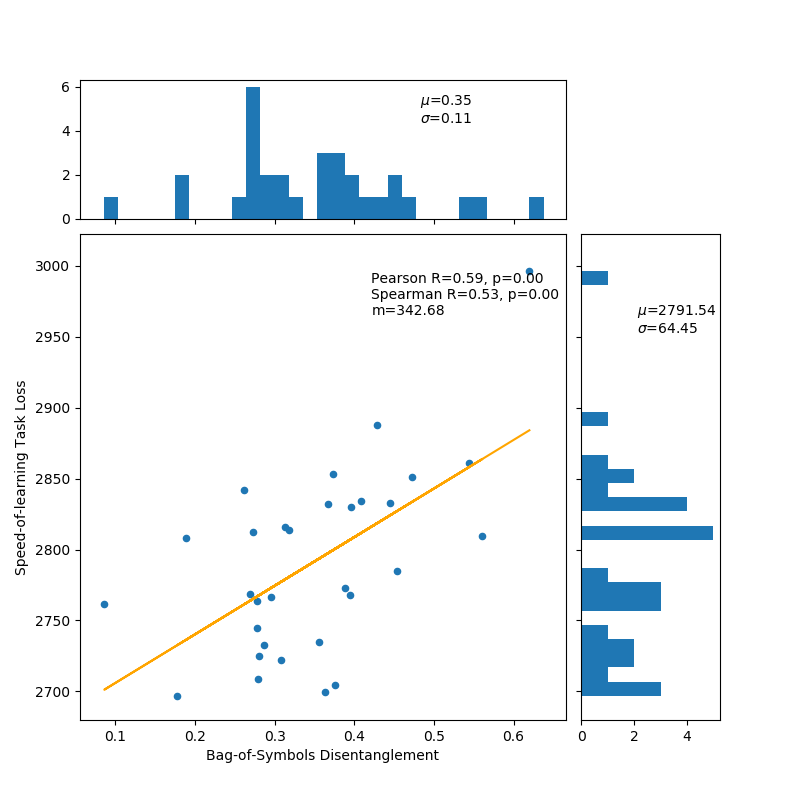 6
4
2
0
μ=0.35
σ=0.11
3000
2950
2900
2850
2800
2750
2700
Speed-of-learning Task Loss
Pearson R=0.59, p=0.00
Spearman R=0.53, p=0.00
m=342.68
0.1 0.2 0.3 0.4 0.5 0.6
Bag-of-Symbols Disentanglement
μ=2791.54
σ=64.45
0 2 4